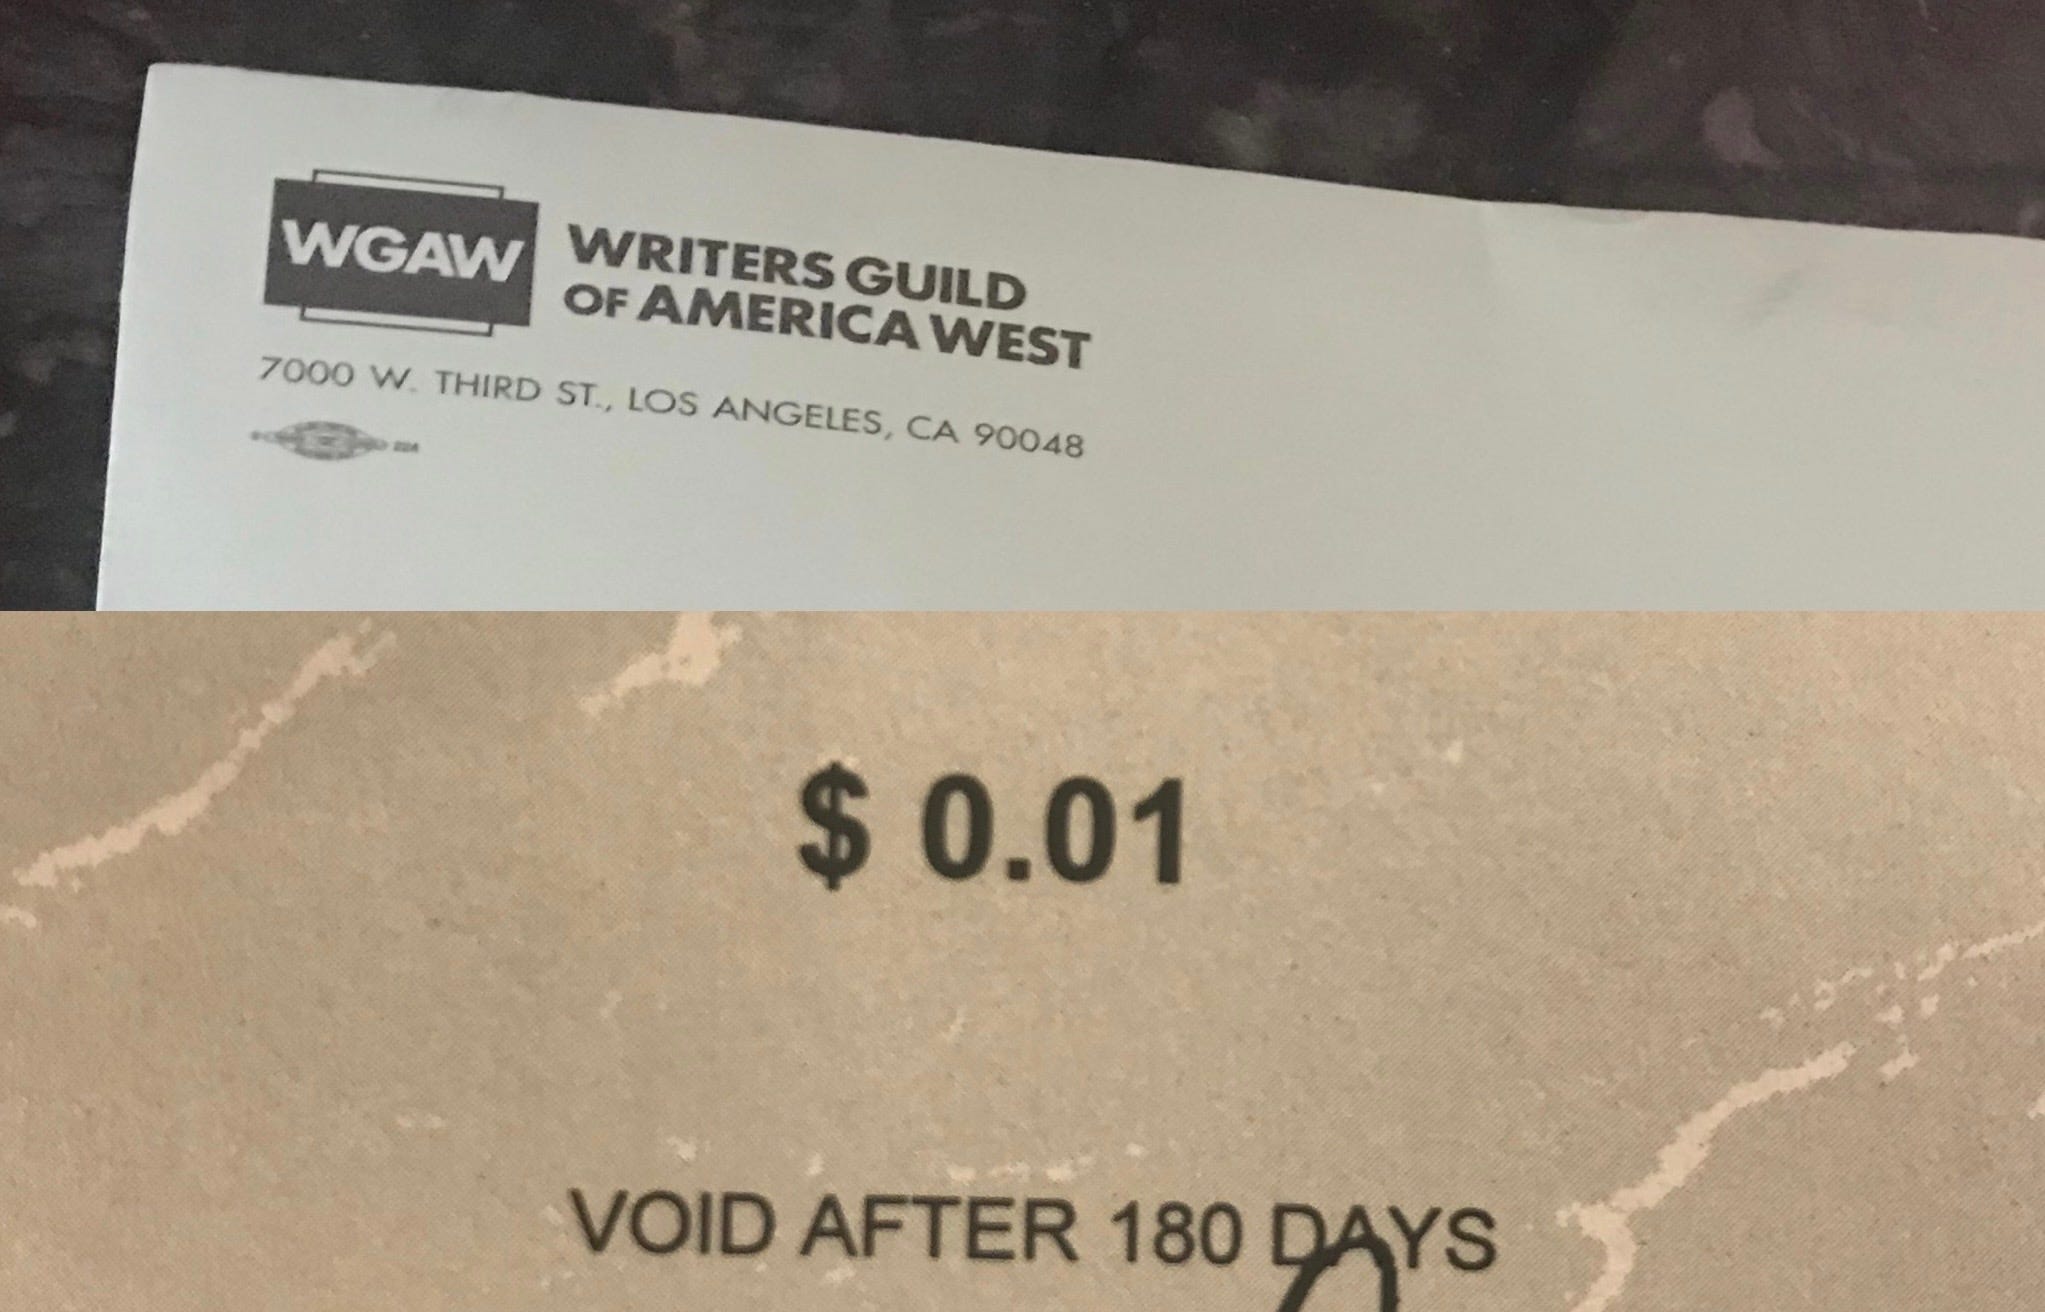 WGAW
WRITERS GUILD
OF AMERICA WEST
7000 W. THIRD ST., LOS ANGELES, CA 90048
$ 0.01
VOID AFTER 180 DAYS